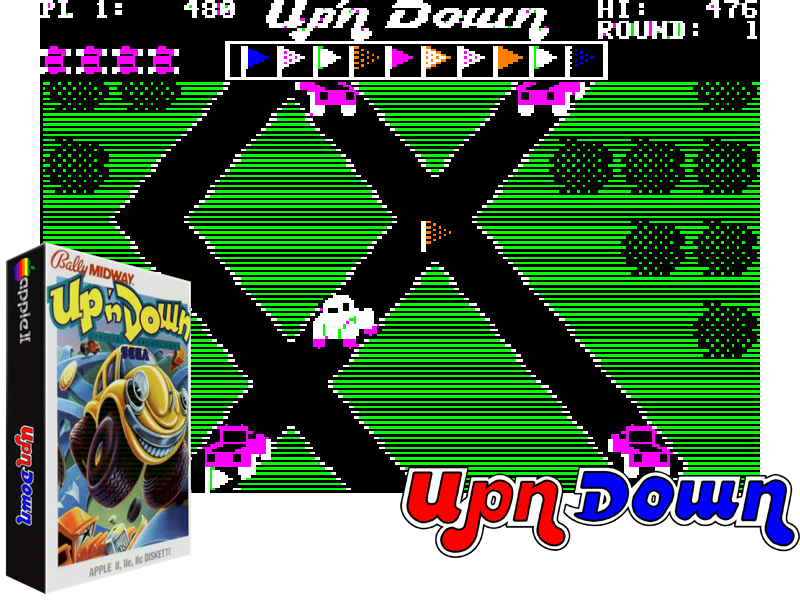 PL 1: 480
Up'n Down
HI: 476
ROUND: 1
apple II
Up'n Down
Bally MIDWAY
Up'n Down
SEGA
APPLE II, IIe, IIc DISKETTE
Upn Down